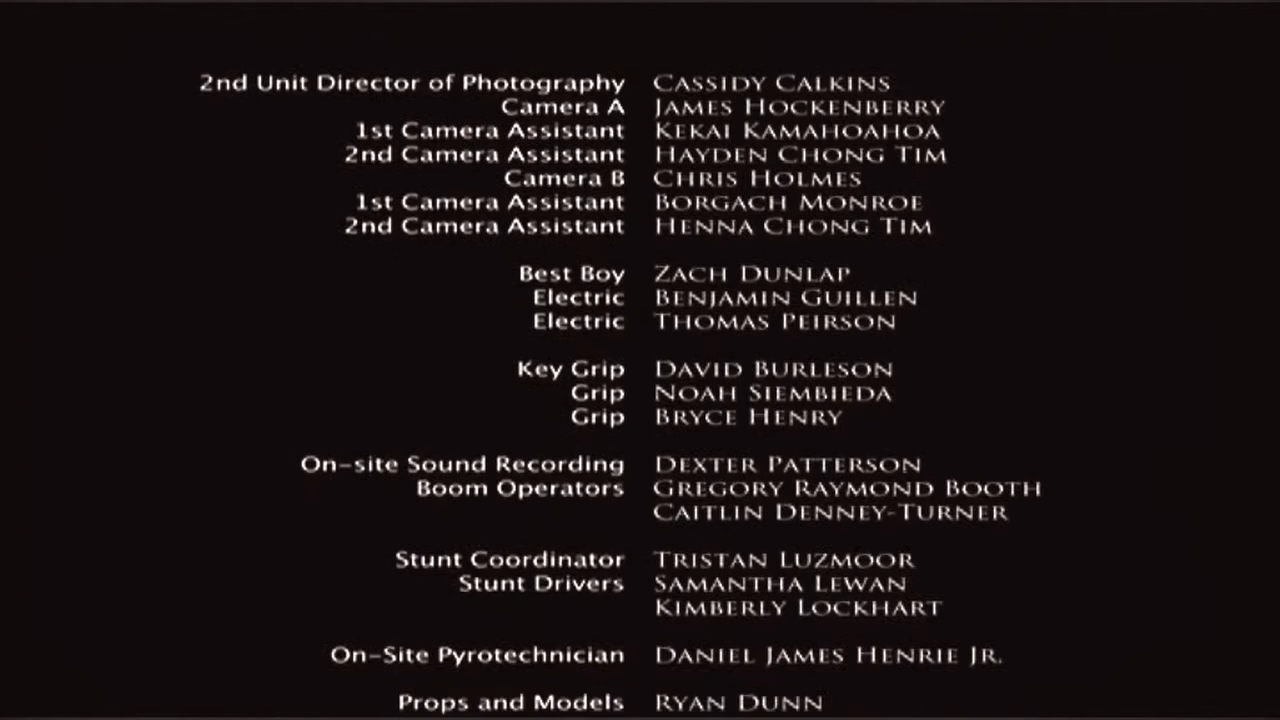 2nd Unit Director of Photography CASSIDY CALKINS
Camera A JAMES HOCKENBERRY
1st Camera Assistant KEKAI KAMAHOAHOA
2nd Camera Assistant HAYDEN CHONG TIM
Camera B CHRIS HOLMES
1st Camera Assistant BORGACH MONROE
2nd Camera Assistant HENNA CHONG TIM
Best Boy ZACH DUNLAP
Electric BENJAMIN GUILLEN
Electric THOMAS PEIRSON
Key Grip DAVID BURLESON
Grip NOAH SIEMBIEDA
Grip BRYCE HENRY
On-site Sound Recording DEXTER PATTERSON
Boom Operators GREGORY RAYMOND BOOTH
CAITLIN DENNEY-TURNER
Stunt Coordinator TRISTAN LUZMOOR
Stunt Drivers SAMANTHA LEWAN
KIMBERLY LOCKHART
On-Site Pyrotechnician DANIEL JAMES HENRIE JR.
Props and Models RYAN DUNN